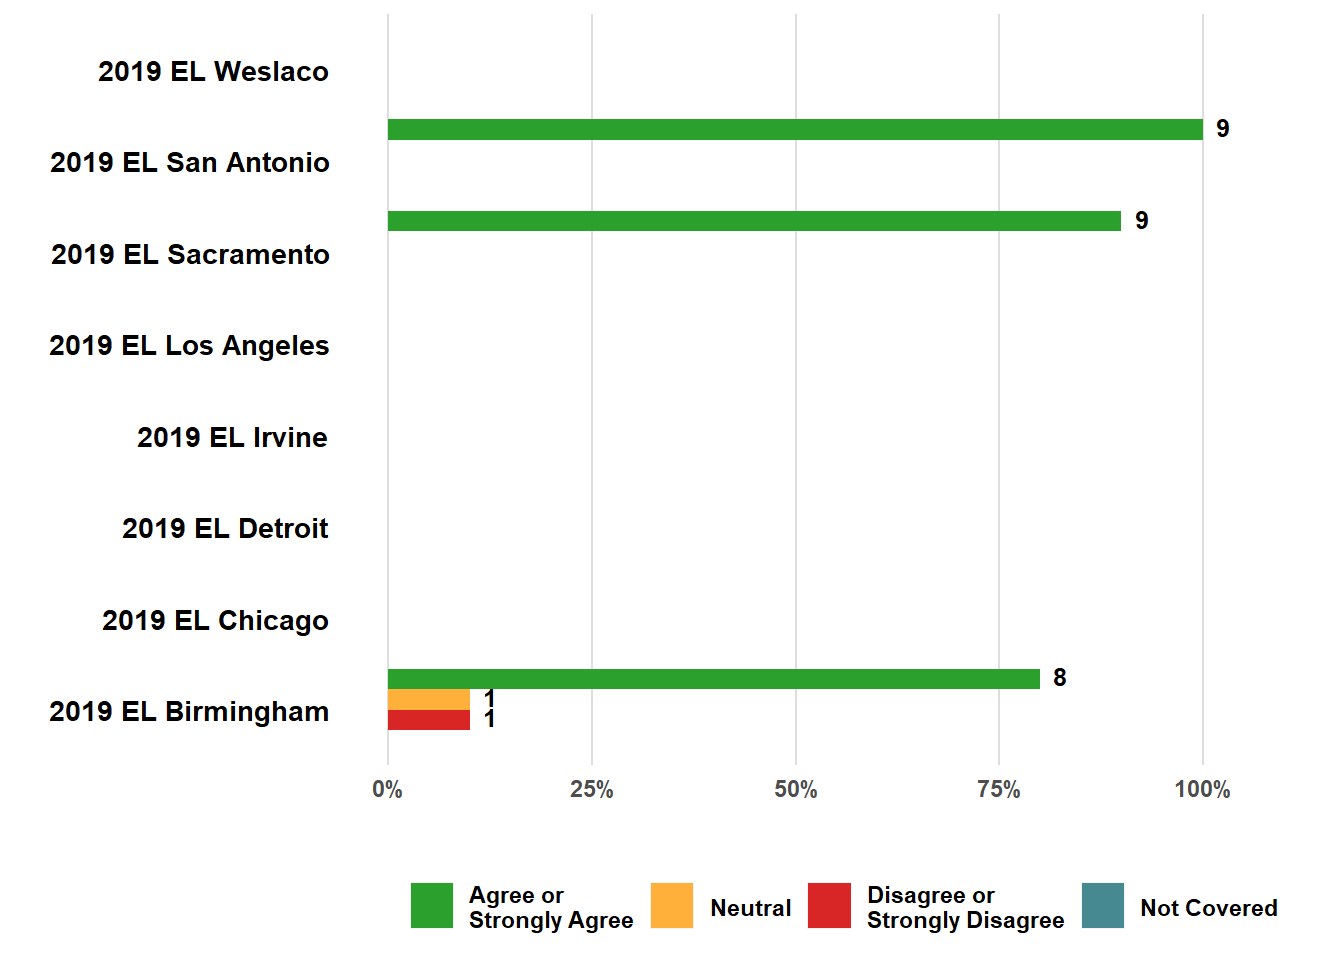 2019 EL Weslaco
9
2019 EL San Antonio
9
2019 EL Sacramento
2019 EL Los Angeles
2019 EL Irvine
2019 EL Detroit
2019 EL Chicago
8
1
2019 EL Birmingham
1
0%
25%
50%
75%
100%
Agree or
Strongly Agree
Neutral
Disagree or
Strongly Disagree
Not Covered